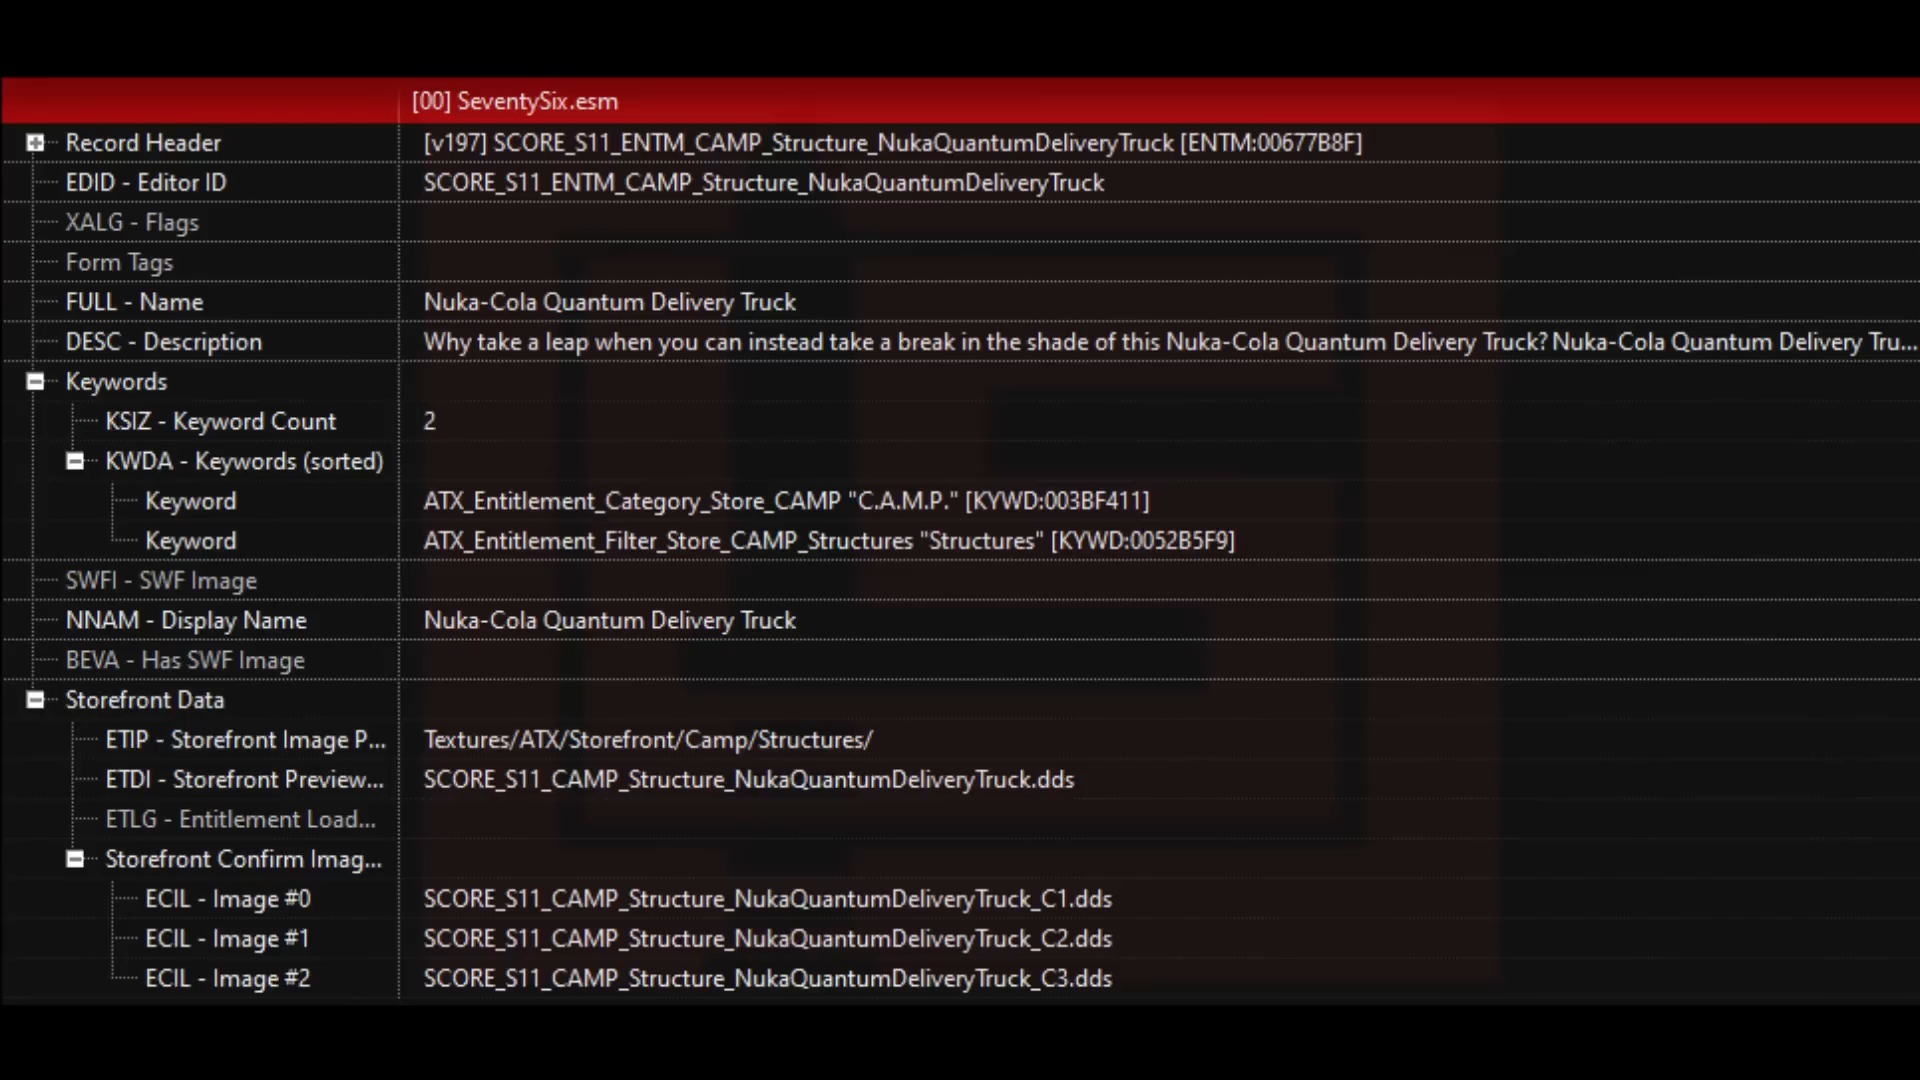 [00] SeventySix.esm
Record Header [v197] SCORE_S11_ENTM_CAMP_Structure_NukaQuantumDeliveryTruck [ENTM:00677B8F]
EDID - Editor ID SCORE_S11_ENTM_CAMP_Structure_NukaQuantumDeliveryTruck
XALG - Flags
Form Tags
FULL - Name Nuka-Cola Quantum Delivery Truck
DESC - Description Why take a leap when you can instead take a break in the shade of this Nuka-Cola Quantum Delivery Truck? Nuka-Cola Quantum Delivery Tru...
Keywords
KSIZ - Keyword Count 2
KWDA - Keywords (sorted)
Keyword ATX_Entitlement_Category_Store_CAMP "C.A.M.P." [KYWD:003BF411]
Keyword ATX_Entitlement_Filter_Store_CAMP_Structures "Structures" [KYWD:0052B5F9]
SWFI - SWF Image
NNAM - Display Name Nuka-Cola Quantum Delivery Truck
BEVA - Has SWF Image
Storefront Data
ETIP - Storefront Image P... Textures/ATX/Storefront/Camp/Structures/
ETDI - Storefront Preview... SCORE_S11_CAMP_Structure_NukaQuantumDeliveryTruck.dds
ETLG - Entitlement Load...
Storefront Confirm Imag...
ECIL - Image #0 SCORE_S11_CAMP_Structure_NukaQuantumDeliveryTruck_C1.dds
ECIL - Image #1 SCORE_S11_CAMP_Structure_NukaQuantumDeliveryTruck_C2.dds
ECIL - Image #2 SCORE_S11_CAMP_Structure_NukaQuantumDeliveryTruck_C3.dds